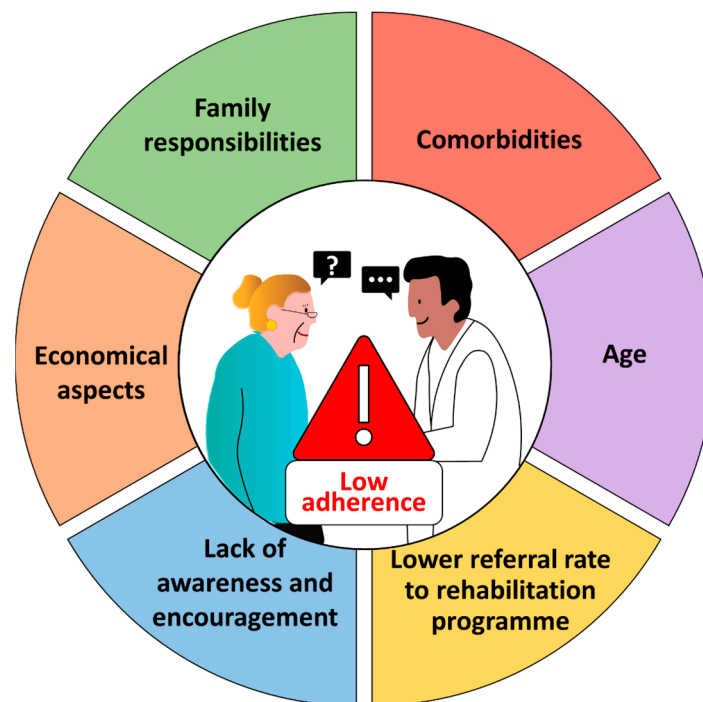 Family
responsibilities
Comorbidities
?
...
Economical
aspects
Age
!
Low
adherence
Lack of
awareness and
encouragement
Lower referral rate
to rehabilitation
programme